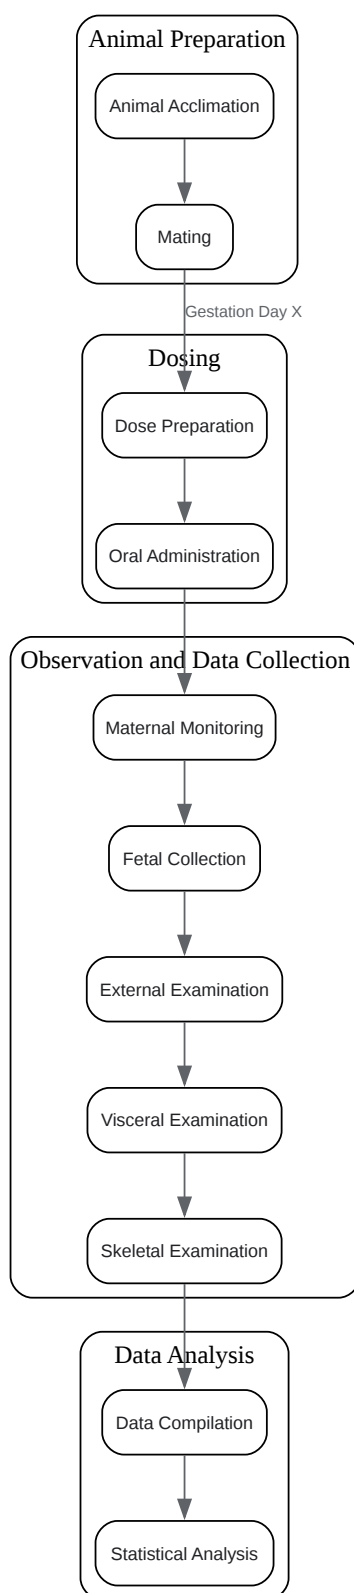 Animal Preparation
Animal Acclimation
Mating
Gestation Day X
Dosing
Dose Preparation
Oral Administration
Observation and Data Collection
Maternal Monitoring
Fetal Collection
External Examination
Visceral Examination
Skeletal Examination
Data Analysis
Data Compilation
Statistical Analysis